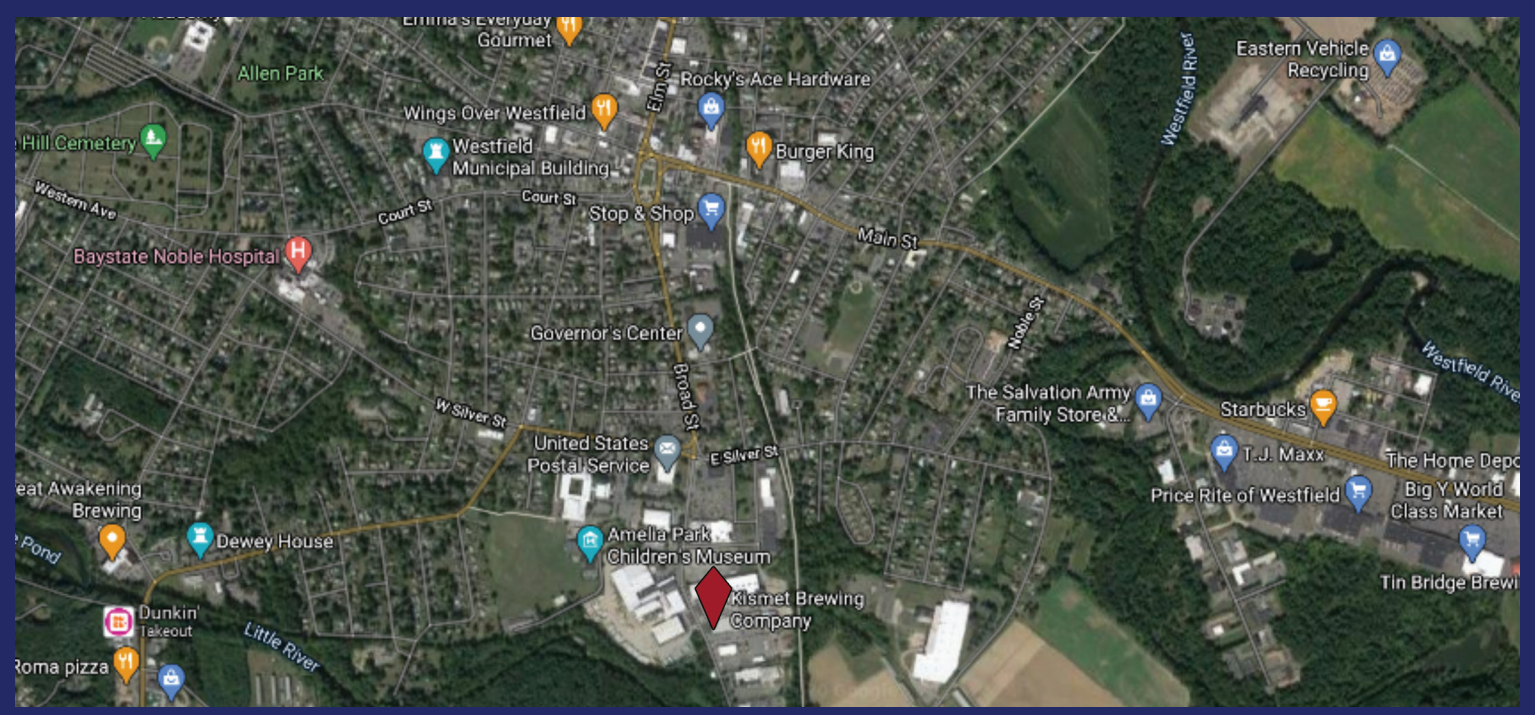 Academy
Emma's Everyday
Gourmet
Allen Park
Elm St
Rocky's Ace Hardware
Eastern Vehicle
Recycling
Westfield River
Wings Over Westfield
Hill Cemetery
Westfield
Municipal Building
Burger King
Western Ave
Court St
Court St
Stop & Shop
Main St
Baystate Noble Hospital
Noble St
Governor's Center
Westfield Rive
Broad St
The Salvation Army
Family Store &...
Starbucks
W Silver St
United States
Postal Service
E Silver St
T.J. Maxx
The Home Depo
Price Rite of Westfield
Big Y World
Class Market
eat Awakening
Brewing
Dewey House
Amelia Park
Children's Museum
e Pond
Tin Bridge Brewi
Kismet Brewing
Company
Dunkin'
Takeout
Little River
Roma pizza